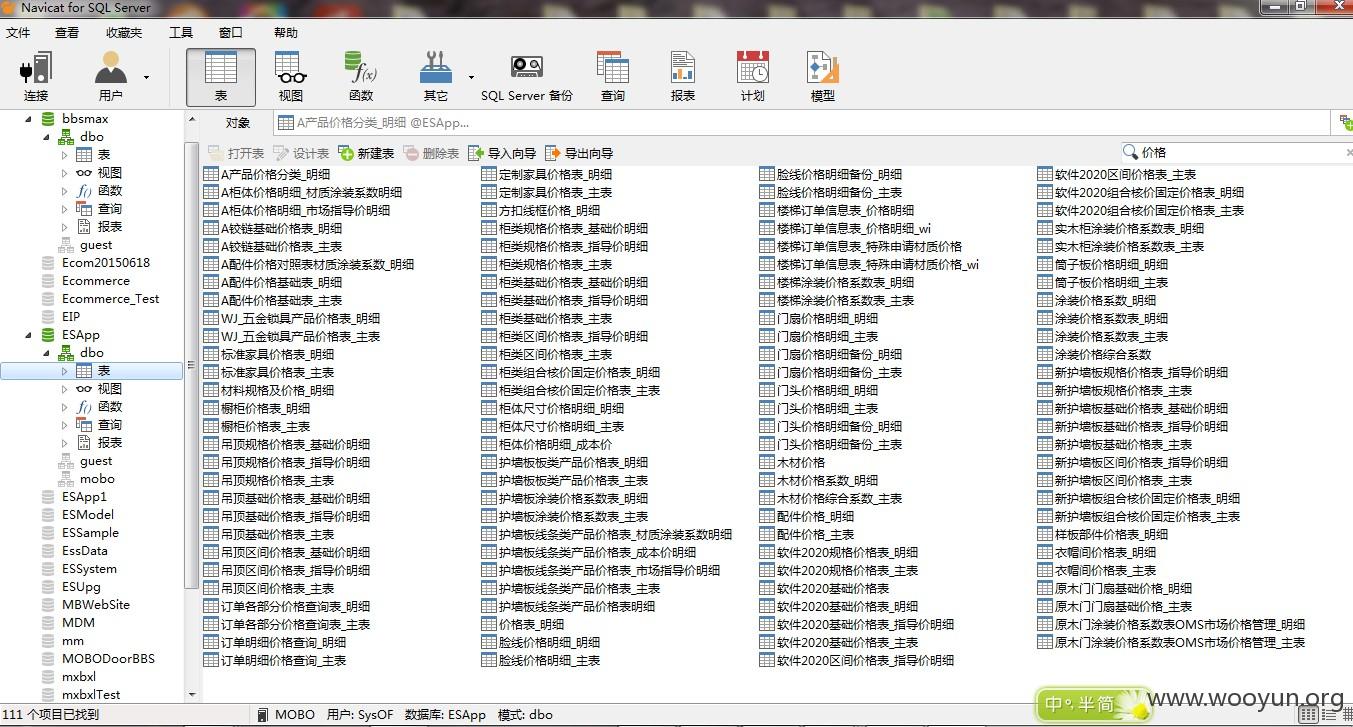 Navicat for SQL Server
文件 查看 收藏夹 工具 窗口 帮助
连接 用户 表 视图 函数 其它 SQL Server 备份 查询 报表 计划 模型
bbsmax
dbo
表
视图
函数
查询
报表
guest
Ecom20150618
Ecommerce
Ecommerce_Test
EIP
ESApp
dbo
表
视图
函数
查询
报表
guest
mobo
ESApp1
ESModel
ESSample
EssData
ESSystem
ESUpg
MBWebSite
MDM
mm
MOBODoorBBS
mxbxl
mxbxlTest
对象 A产品价格分类_明细 @ESApp...
打开表 设计表 新建表 删除表 导入向导 导出向导 价格
A产品价格分类_明细
A柜体价格明细_材质涂装系数明细
A柜体价格明细_市场指导价明细
A铰链基础价格表_明细
A铰链基础价格表_主表
A配件价格对照表材质涂装系数_明细
A配件价格基础表_明细
A配件价格基础表_主表
WJ_五金锁具产品价格表_明细
WJ_五金锁具产品价格表_主表
标准家具价格表_明细
标准家具价格表_主表
材料规格及价格_明细
橱柜价格表_明细
橱柜价格表_主表
吊顶规格价格表_基础价明细
吊顶规格价格表_指导价明细
吊顶规格价格表_主表
吊顶基础价格表_基础价明细
吊顶基础价格表_指导价明细
吊顶基础价格表_主表
吊顶区间价格表_基础价明细
吊顶区间价格表_指导价明细
吊顶区间价格表_主表
订单各部分价格查询表_明细
订单各部分价格查询表_主表
订单明细价格查询_明细
订单明细价格查询_主表
定制家具价格表_明细
定制家具价格表_主表
方扣线框价格_明细
柜类规格价格表_基础价明细
柜类规格价格表_指导价明细
柜类规格价格表_主表
柜类基础价格表_基础价明细
柜类基础价格表_指导价明细
柜类基础价格表_主表
柜类区间价格表_指导价明细
柜类区间价格表_主表
柜类组合核价固定价格表_明细
柜类组合核价固定价格表_主表
柜体尺寸价格明细_明细
柜体尺寸价格明细_主表
柜体价格明细_成本价
护墙板板类产品价格表_明细
护墙板板类产品价格表_主表
护墙板涂装价格系数表_明细
护墙板涂装价格系数表_主表
护墙板线条类产品价格表_材质涂装系数明细
护墙板线条类产品价格表_成本价明细
护墙板线条类产品价格表_市场指导价明细
护墙板线条类产品价格表_主表
护墙板线条类产品价格表明细
价格表_明细
脸线价格明细_明细
脸线价格明细_主表
脸线价格明细备份_明细
脸线价格明细备份_主表
楼梯订单信息表_价格明细
楼梯订单信息表_价格明细_wi
楼梯订单信息表_特殊申请材质价格
楼梯订单信息表_特殊申请材质价格_wi
楼梯涂装价格系数表_明细
楼梯涂装价格系数表_主表
门扇价格明细_明细
门扇价格明细_主表
门扇价格明细备份_明细
门扇价格明细备份_主表
门头价格明细_明细
门头价格明细_主表
门头价格明细备份_明细
门头价格明细备份_主表
木材价格
木材价格系数_明细
木材价格综合系数_主表
配件价格_明细
配件价格_主表
软件2020规格价格表_明细
软件2020规格价格表_主表
软件2020基础价格表
软件2020基础价格表_明细
软件2020基础价格表_指导价明细
软件2020基础价格表_主表
软件2020区间价格表_指导价明细
软件2020区间价格表_主表
软件2020组合核价固定价格表_明细
软件2020组合核价固定价格表_主表
实木柜涂装价格系数表_明细
实木柜涂装价格系数表_主表
筒子板价格明细_明细
筒子板价格明细_主表
涂装价格系数_明细
涂装价格系数表_明细
涂装价格系数表_主表
涂装价格综合系数
新护墙板规格价格表_指导价明细
新护墙板规格价格表_主表
新护墙板基础价格表_基础价明细
新护墙板基础价格表_指导价明细
新护墙板基础价格表_主表
新护墙板区间价格表_指导价明细
新护墙板区间价格表_主表
新护墙板组合核价固定价格表_明细
新护墙板组合核价固定价格表_主表
样板部件价格表_明细
衣帽间价格表_明细
衣帽间价格表_主表
原木门门扇基础价格_明细
原木门门扇基础价格_主表
原木门涂装价格系数表OMS市场价格管理_明细
原木门涂装价格系数表OMS市场价格管理_主表
中 半 简
www.wooyun.org
111 个项目已找到 MOBO 用户: SysOF 数据库: ESApp 模式: dbo